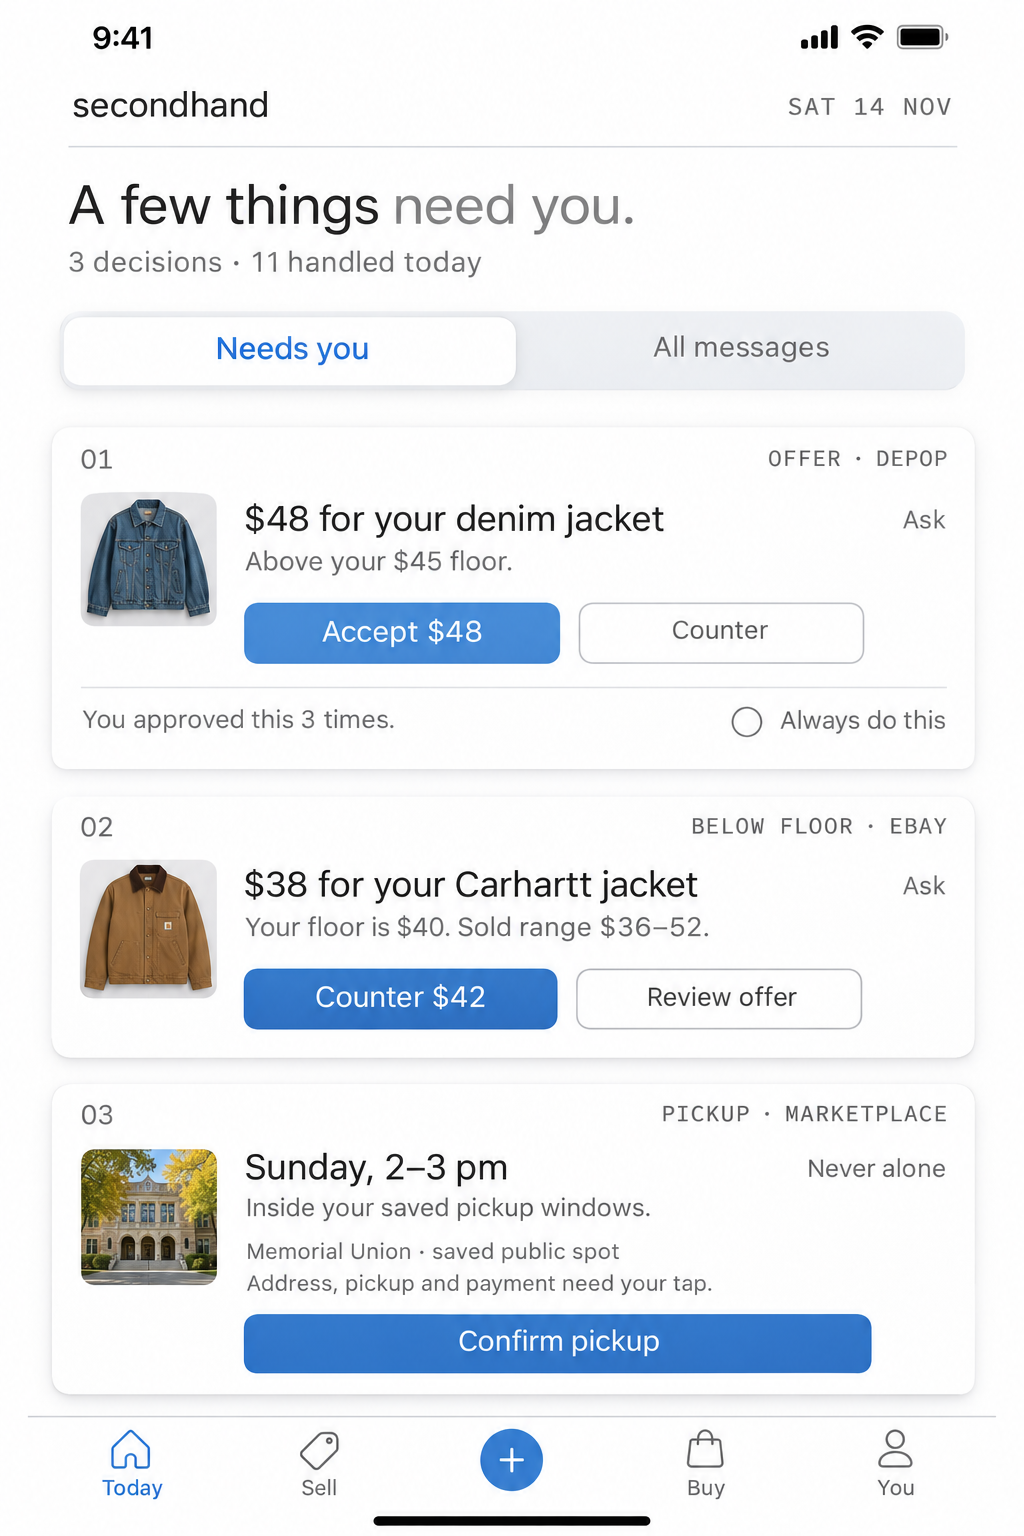 9:41
secondhand
SAT 14 NOV
A few things need you.
3 decisions · 11 handled today
Needs you
All messages
01
OFFER · DEPOP
$48 for your denim jacket
Ask
Above your $45 floor.
Accept $48
Counter
You approved this 3 times.
Always do this
02
BELOW FLOOR · EBAY
$38 for your Carhartt jacket
Ask
Your floor is $40. Sold range $36–52.
Counter $42
Review offer
03
PICKUP · MARKETPLACE
Sunday, 2–3 pm
Never alone
Inside your saved pickup windows.
Memorial Union · saved public spot
Address, pickup and payment need your tap.
Confirm pickup
Today
Sell
Buy
You